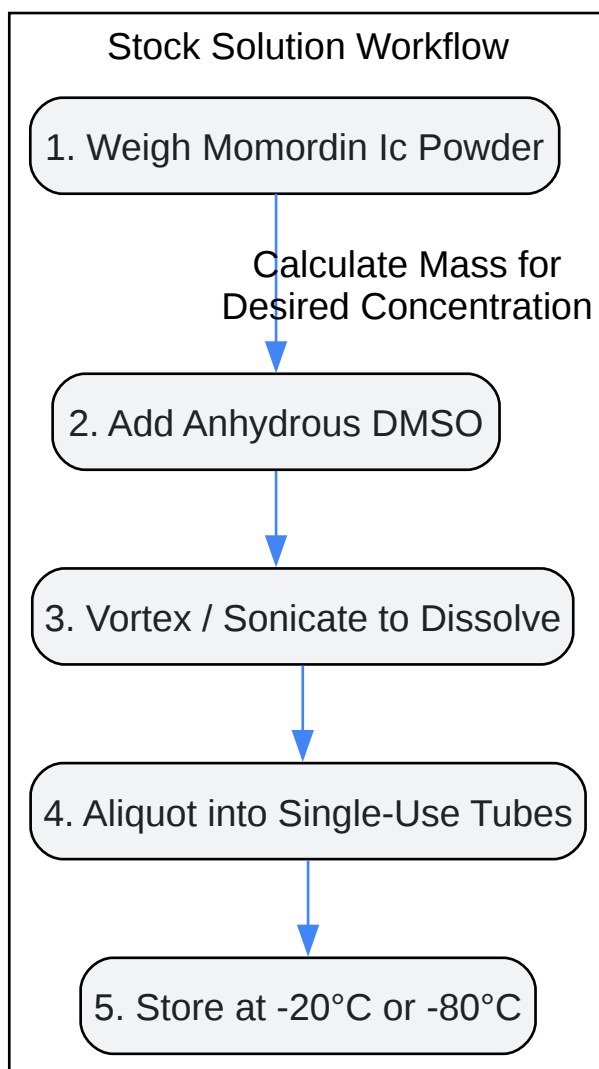 Stock Solution Workflow
1. Weigh Momordin Ic Powder
Calculate Mass for
Desired Concentration
2. Add Anhydrous DMSO
3. Vortex / Sonicate to Dissolve
4. Aliquot into Single-Use Tubes
5. Store at -20°C or -80°C